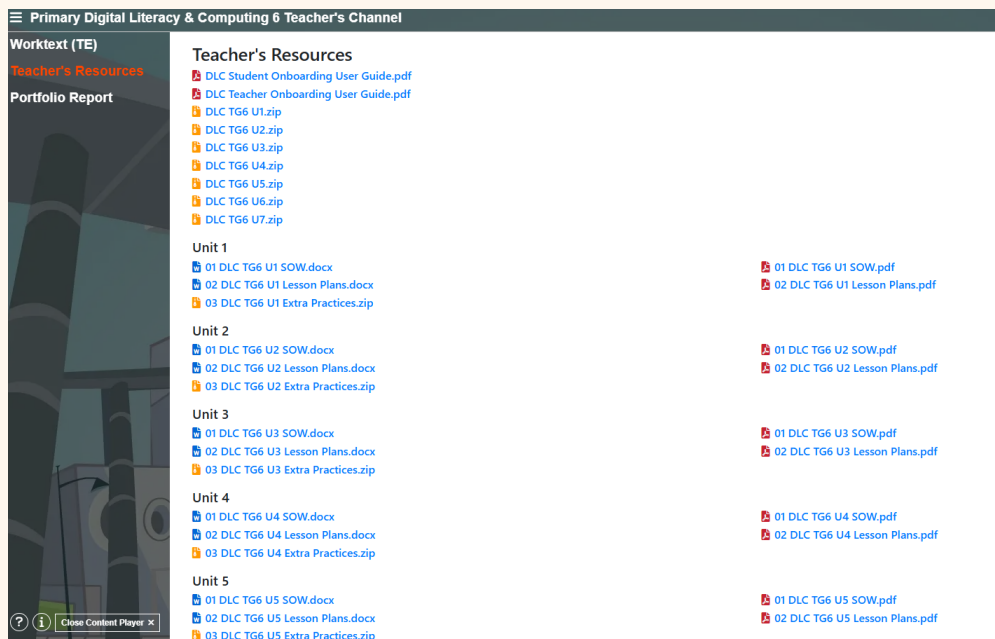 Primary Digital Literacy & Computing 6 Teacher's Channel
Worktext (TE)
Teacher's Resources
Portfolio Report
Teacher's Resources
DLC Student Onboarding User Guide.pdf
DLC Teacher Onboarding User Guide.pdf
DLC TG6 U1.zip
DLC TG6 U2.zip
DLC TG6 U3.zip
DLC TG6 U4.zip
DLC TG6 U5.zip
DLC TG6 U6.zip
DLC TG6 U7.zip
Unit 1
01 DLC TG6 U1 SOW.docx 01 DLC TG6 U1 SOW.pdf
02 DLC TG6 U1 Lesson Plans.docx 02 DLC TG6 U1 Lesson Plans.pdf
03 DLC TG6 U1 Extra Practices.zip
Unit 2
01 DLC TG6 U2 SOW.docx 01 DLC TG6 U2 SOW.pdf
02 DLC TG6 U2 Lesson Plans.docx 02 DLC TG6 U2 Lesson Plans.pdf
03 DLC TG6 U2 Extra Practices.zip
Unit 3
01 DLC TG6 U3 SOW.docx 01 DLC TG6 U3 SOW.pdf
02 DLC TG6 U3 Lesson Plans.docx 02 DLC TG6 U3 Lesson Plans.pdf
03 DLC TG6 U3 Extra Practices.zip
Unit 4
01 DLC TG6 U4 SOW.docx 01 DLC TG6 U4 SOW.pdf
02 DLC TG6 U4 Lesson Plans.docx 02 DLC TG6 U4 Lesson Plans.pdf
03 DLC TG6 U4 Extra Practices.zip
Unit 5
01 DLC TG6 U5 SOW.docx 01 DLC TG6 U5 SOW.pdf
02 DLC TG6 U5 Lesson Plans.docx 02 DLC TG6 U5 Lesson Plans.pdf
03 DLC TG6 U5 Extra Practices.zip
? i Close Content Player ×